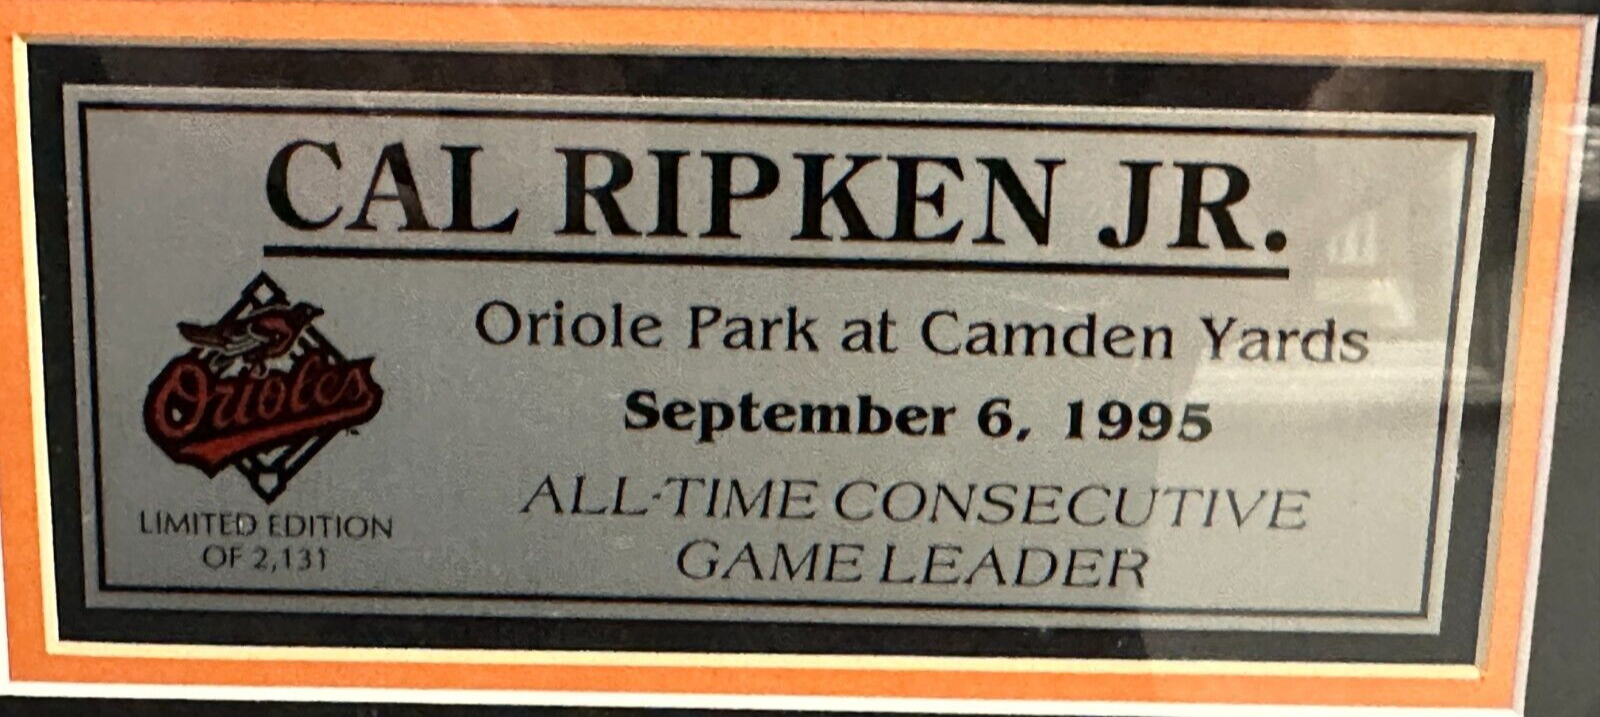 CAL RIPKEN JR.
Oriole Park at Camden Yards
September 6, 1995
ALL-TIME CONSECUTIVE
GAME LEADER
Orioles
LIMITED EDITION
OF 2,131